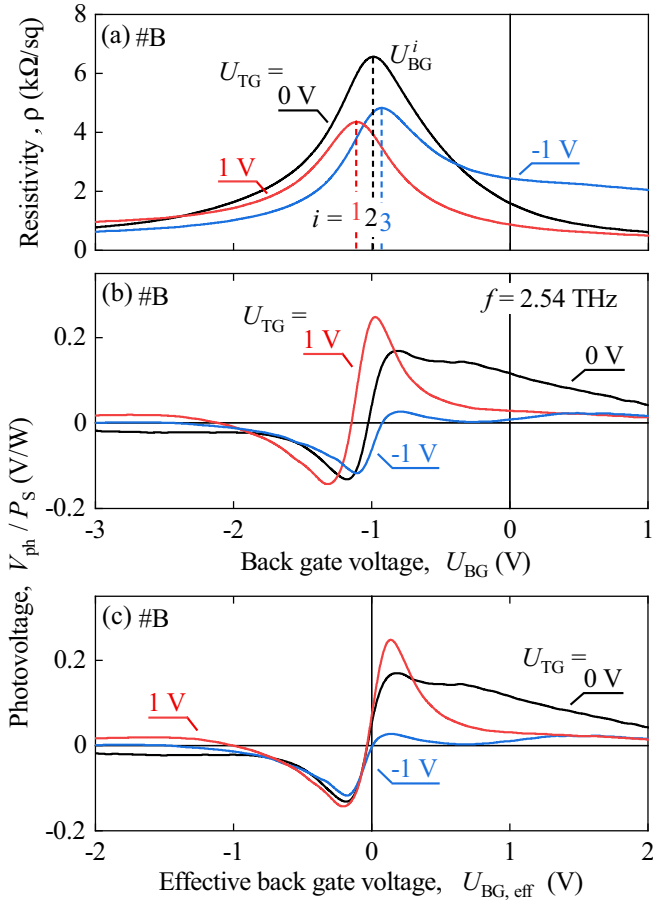 (a) #B
U_TG =
0 V
U^i_BG
1 V
-1 V
i = 1 2 3
Resistivity , ρ (kΩ/sq)
8
6
4
2
0
(b) #B
f = 2.54 THz
U_TG =
1 V
0 V
-1 V
0.2
0
-0.2
-3 -2 -1 0 1
Back gate voltage, U_BG (V)
Photovoltage, V_ph / P_S (V/W)
(c) #B
U_TG =
0 V
1 V
-1 V
0.2
0
-0.2
-2 -1 0 1 2
Effective back gate voltage, U_BG, eff (V)